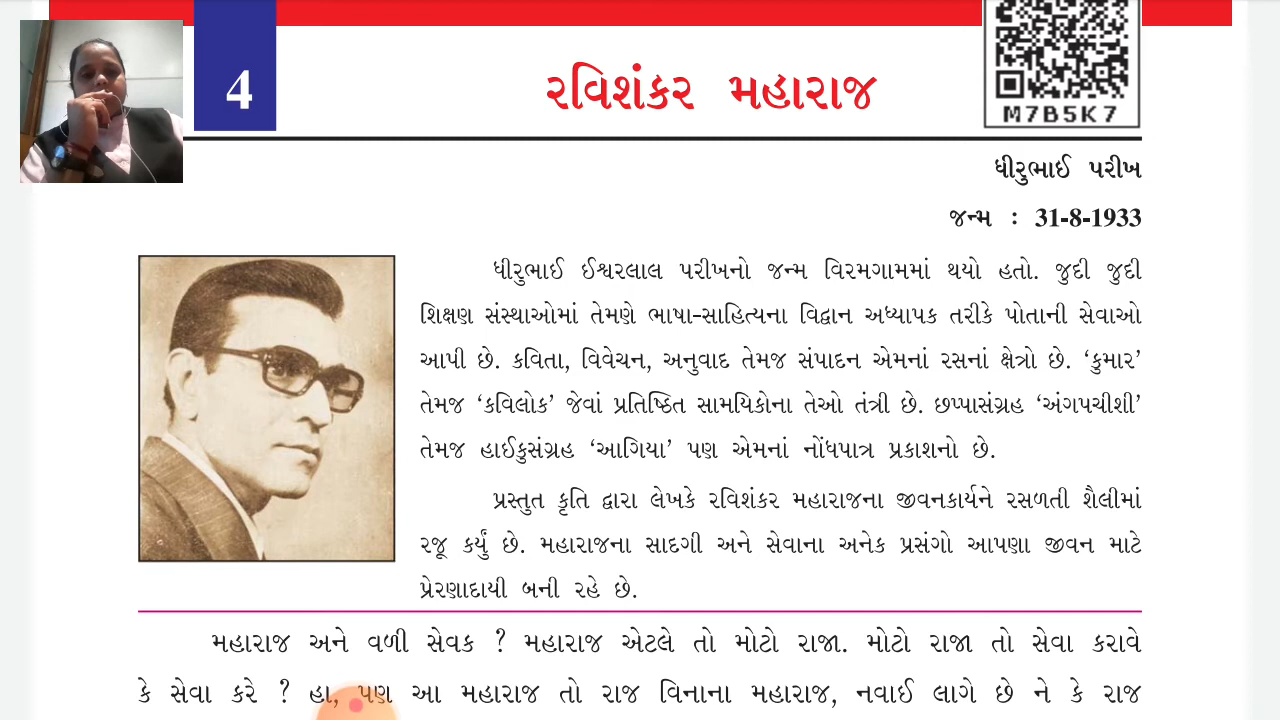 4
રવિશંકર મહારાજ
M7B5K7
ધીરુભાઈ પરીખ
જન્મ : 31-8-1933
ધીરુભાઈ ઈશ્વરલાલ પરીખનો જન્મ વિરમગામમાં થયો હતો. જુદી જુદી
શિક્ષણ સંસ્થાઓમાં તેમણે ભાષા-સાહિત્યના વિદ્વાન અધ્યાપક તરીકે પોતાની સેવાઓ
આપી છે. કવિતા, વિવેચન, અનુવાદ તેમજ સંપાદન એમનાં રસનાં ક્ષેત્રો છે. ‘કુમાર’
તેમજ ‘કવિલોક’ જેવાં પ્રતિષ્ઠિત સામયિકોના તેઓ તંત્રી છે. છપ્પાસંગ્રહ ‘અંગપચીશી’
તેમજ હાઈકુસંગ્રહ ‘આગિયા’ પણ એમનાં નોંધપાત્ર પ્રકાશનો છે.
પ્રસ્તુત કૃતિ દ્વારા લેખકે રવિશંકર મહારાજના જીવનકાર્યને રસળતી શૈલીમાં
રજૂ કર્યું છે. મહારાજના સાદગી અને સેવાના અનેક પ્રસંગો આપણા જીવન માટે
પ્રેરણાદાયી બની રહે છે.
મહારાજ અને વળી સેવક ? મહારાજ એટલે તો મોટો રાજા. મોટો રાજા તો સેવા કરાવે
કે સેવા કરે ? હા, પણ આ મહારાજ તો રાજ વિનાના મહારાજ, નવાઈ લાગે છે ને કે રાજ